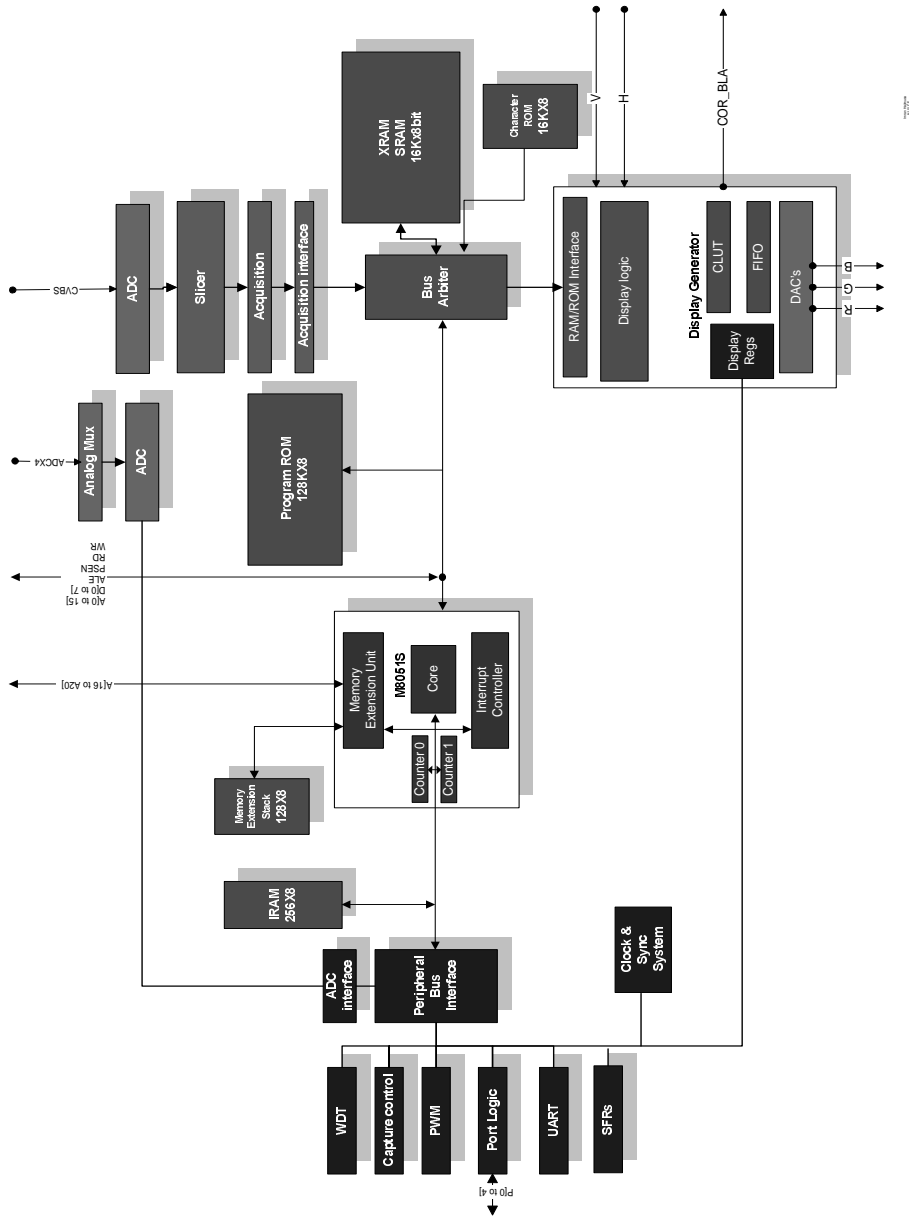 CVBS
ADC
Slicer
Acquisition
Acquisition interface
XRAM
SRAM
16Kx8bit
Character
ROM
16KX8
V
H
COR_BLA
Bus
Arbiter
RAM/ROM Interface
Display logic
Display Generator
CLUT
FIFO
Display
Regs
DAC's
R
G
B
ADCX4
Analog Mux
ADC
Program ROM
128KX8
A[0 to 15]
D[0 to 7]
ALE
PSEN
RD
WR
A[16 to A20]
Memory
Extension Unit
M8051S
Core
Interrupt
Controller
Counter 0
Counter 1
Memory
Extension
Stack
128X8
IRAM
256X8
ADC
interface
Peripheral
Bus
Interface
Clock &
Sync
System
WDT
Capture control
PWM
Port Logic
UART
SFRs
P[0 to 4]